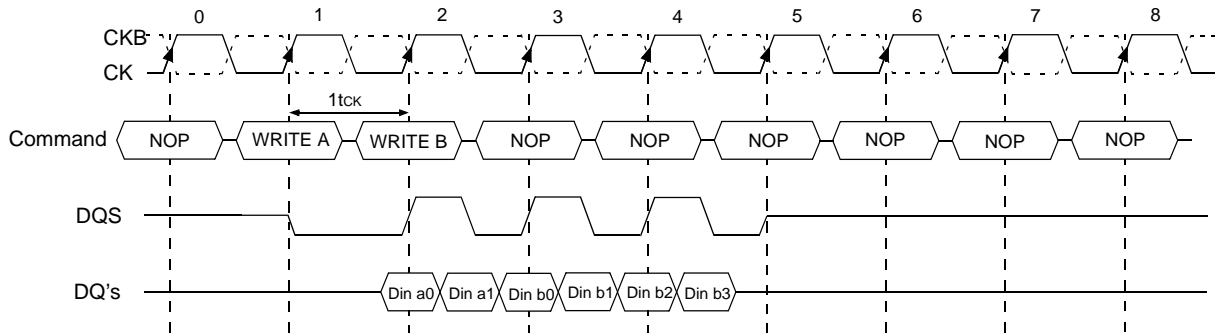 0 1 2 3 4 5 6 7 8
CKB
CK
1tCK
Command NOP WRITE A WRITE B NOP NOP NOP NOP NOP NOP
DQS
DQ's Din a0 Din a1 Din b0 Din b1 Din b2 Din b3